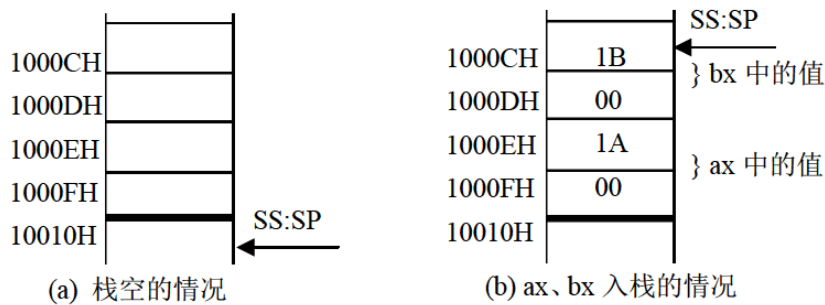 SS:SP
1000CH
1000DH
1000EH
1000FH
10010H
(a) 栈空的情况
SS:SP
1000CH 1B
} bx 中的值
1000DH 00
1000EH 1A
} ax 中的值
1000FH 00
10010H
(b) ax、bx 入栈的情况